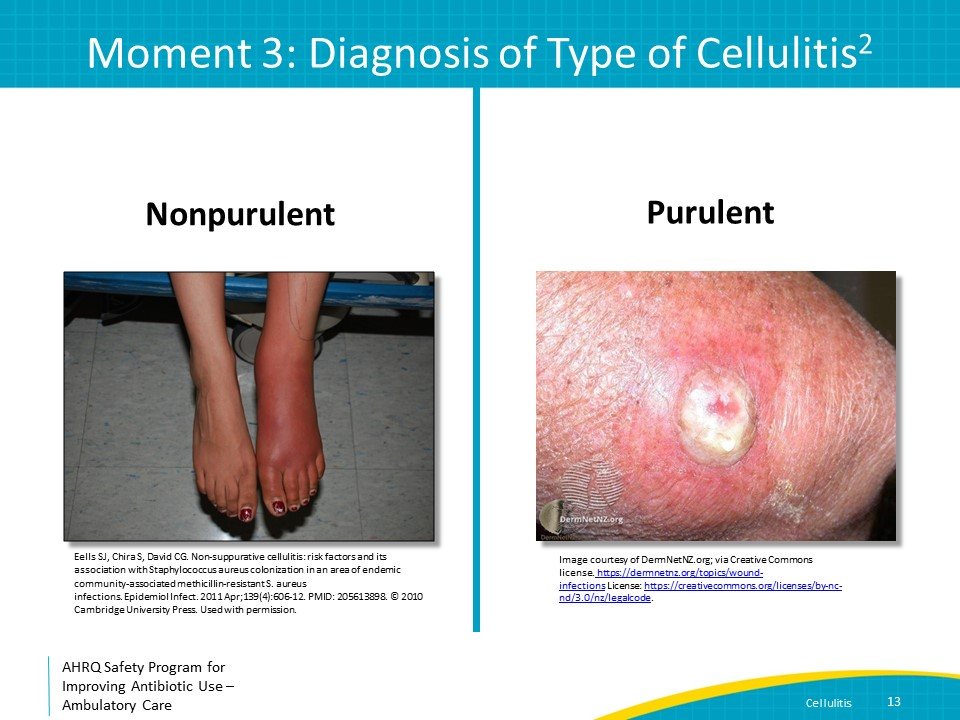 Moment 3: Diagnosis of Type of Cellulitis2
Nonpurulent
Purulent
Eells SJ, Chira S, David CG. Non-suppurative cellulitis: risk factors and its
association with Staphylococcus aureus colonization in an area of endemic
community-associated methicillin-resistant S. aureus
infections. Epidemiol Infect. 2011 Apr;139(4):606-12. PMID: 205613898. © 2010
Cambridge University Press. Used with permission.
DermNetNZ.org
Image courtesy of DermNetNZ.org; via Creative Commons
license. https://dermnetnz.org/topics/wound-
infections License: https://creativecommons.org/licenses/by-nc-
nd/3.0/nz/legalcode.
AHRQ Safety Program for
Improving Antibiotic Use –
Ambulatory Care
Cellulitis 13